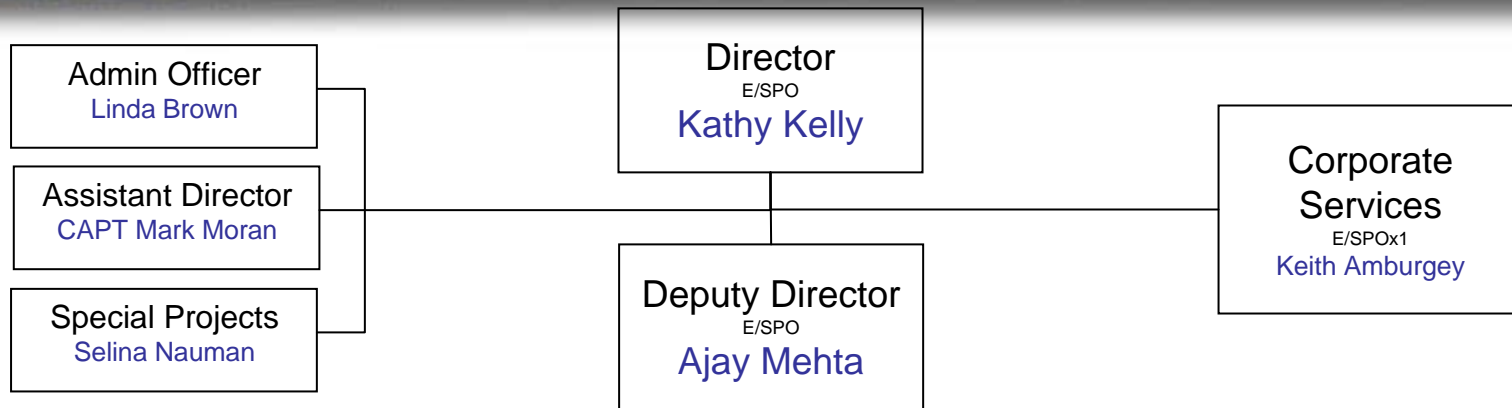 Admin Officer
Linda Brown
Assistant Director
CAPT Mark Moran
Special Projects
Selina Nauman
Director
E/SPO
Kathy Kelly
Deputy Director
E/SPO
Ajay Mehta
Corporate
Services
E/SPOx1
Keith Amburgey